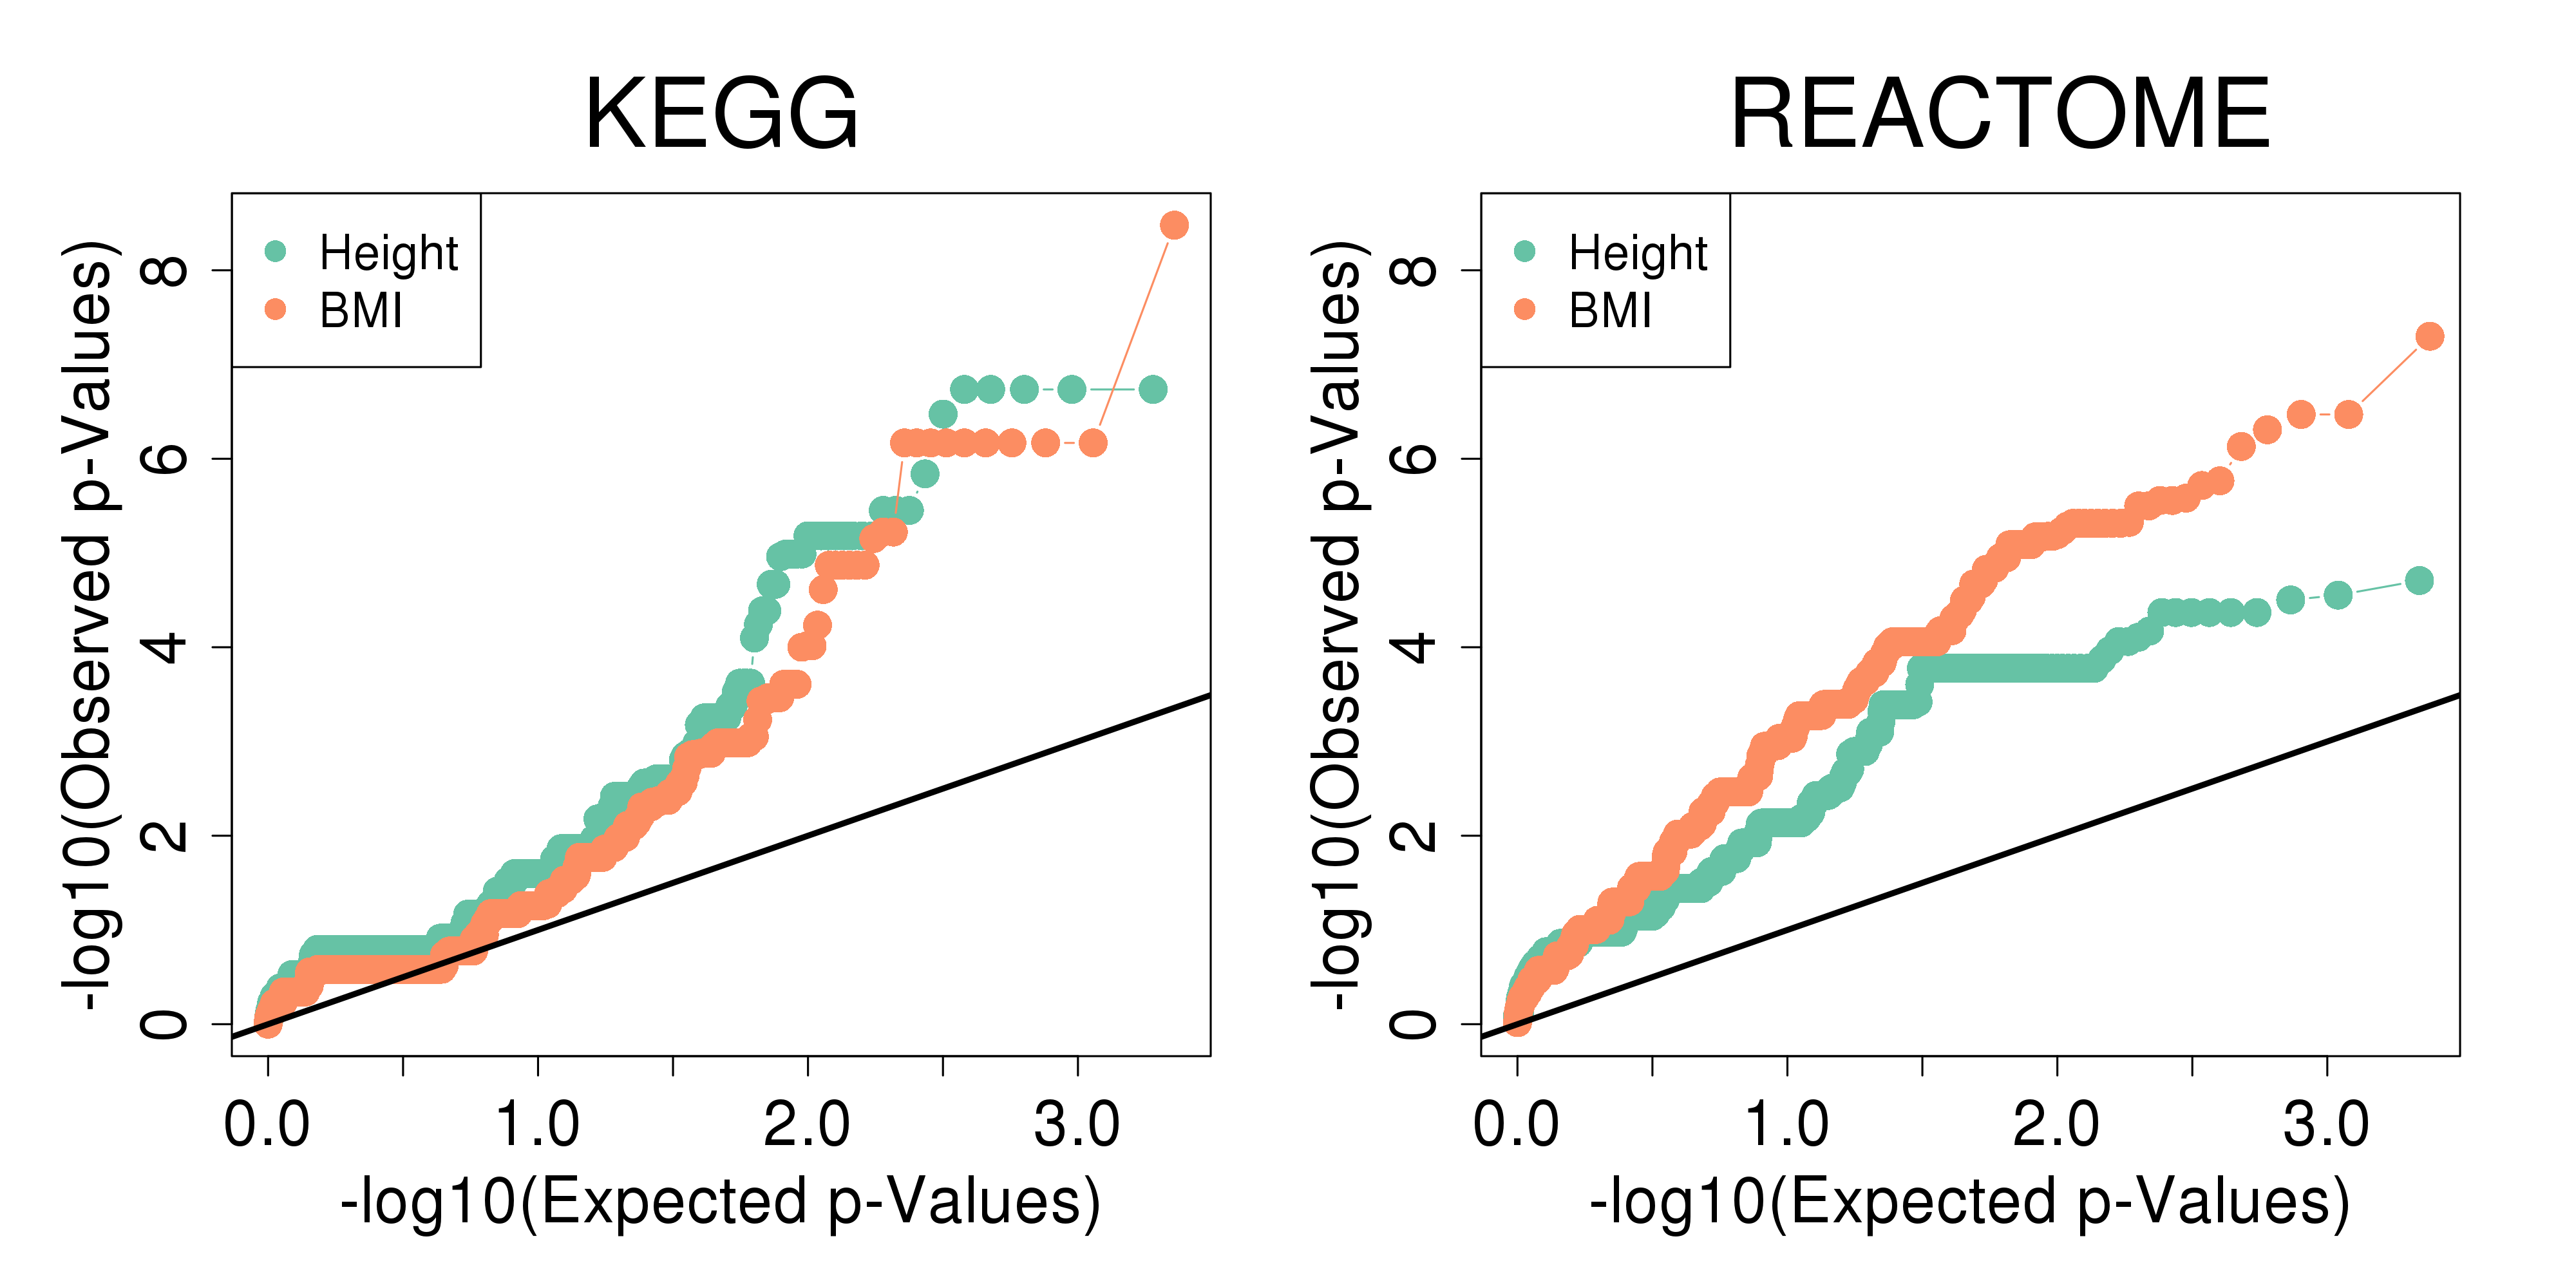 KEGG
Height
BMI
-log10(Observed p-Values)
8
6
4
2
0
0.0 1.0 2.0 3.0
-log10(Expected p-Values)
REACTOME
Height
BMI
-log10(Observed p-Values)
8
6
4
2
0
0.0 1.0 2.0 3.0
-log10(Expected p-Values)